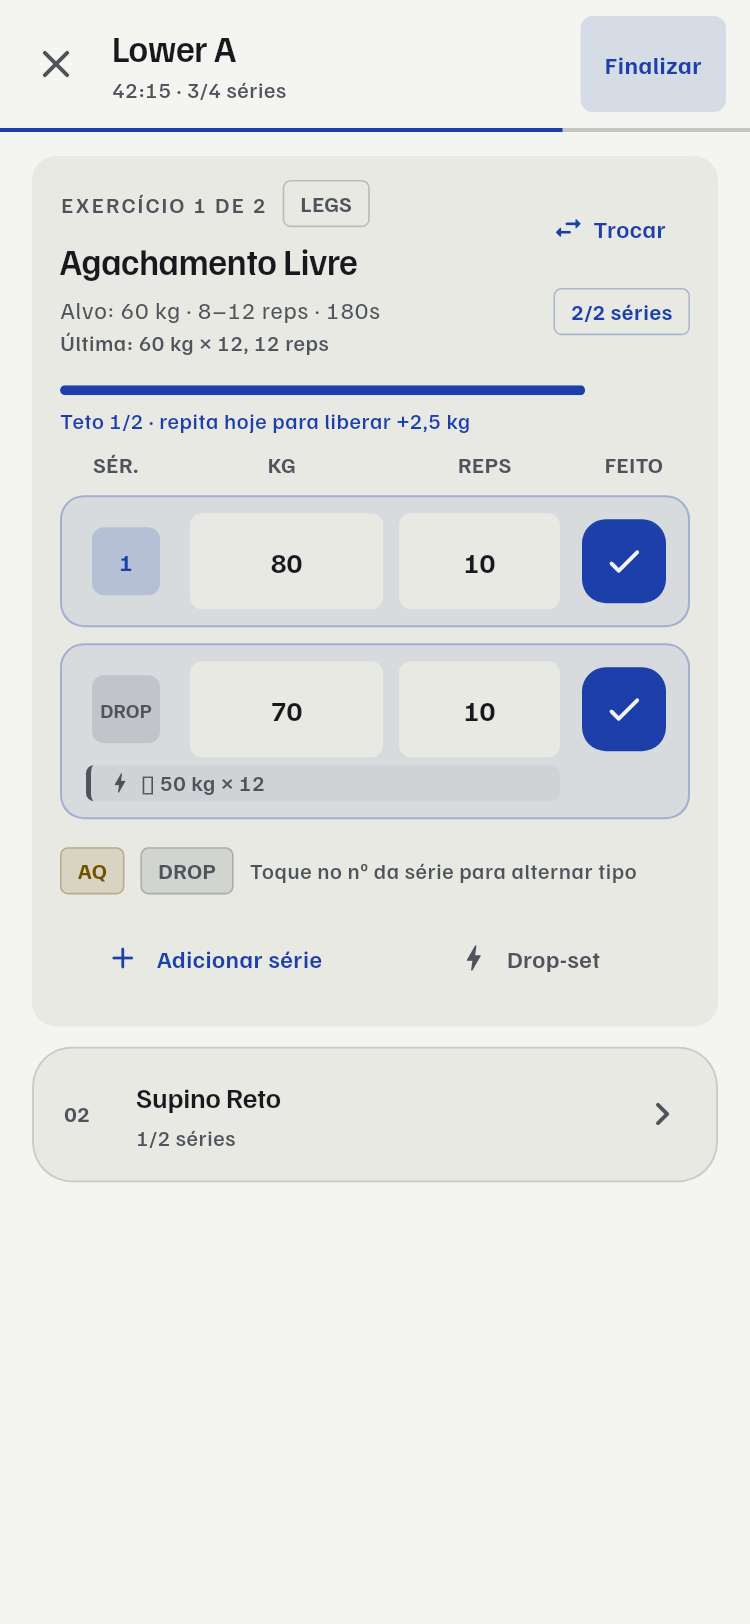 Lower A
42:15 · 3/4 séries
Finalizar
EXERCÍCIO 1 DE 2
LEGS
Trocar
Agachamento Livre
Alvo: 60 kg · 8–12 reps · 180s
2/2 séries
Última: 60 kg × 12, 12 reps
Teto 1/2 · repita hoje para liberar +2,5 kg
SÉR. KG REPS FEITO
1 80 10
DROP 70 10
50 kg × 12
AQ DROP Toque no nº da série para alternar tipo
Adicionar série
Drop-set
02
Supino Reto
1/2 séries